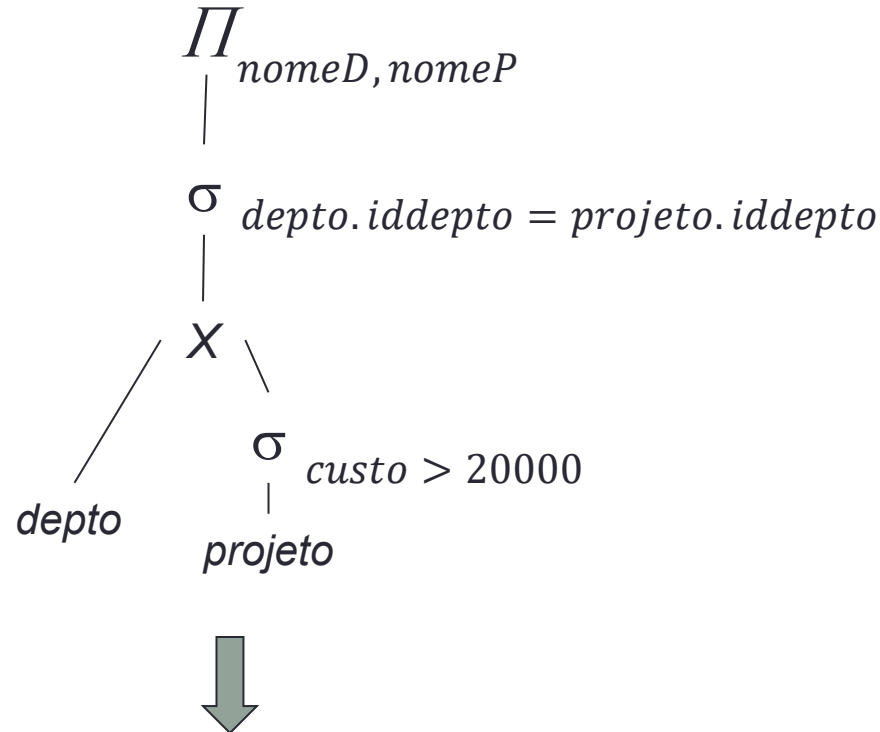 Π nomeD, nomeP
σ depto.iddepto = projeto.iddepto
X
σ custo > 20000
depto
projeto